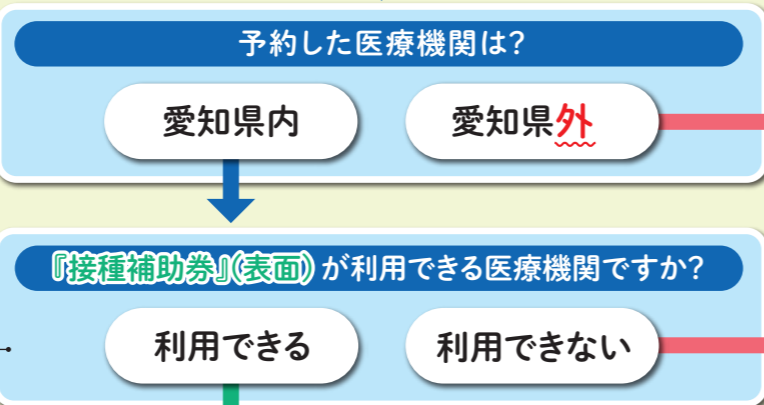 予約した医療機関は?
愛知県内
愛知県外
『接種補助券』(表面)が利用できる医療機関ですか?
利用できる
利用できない